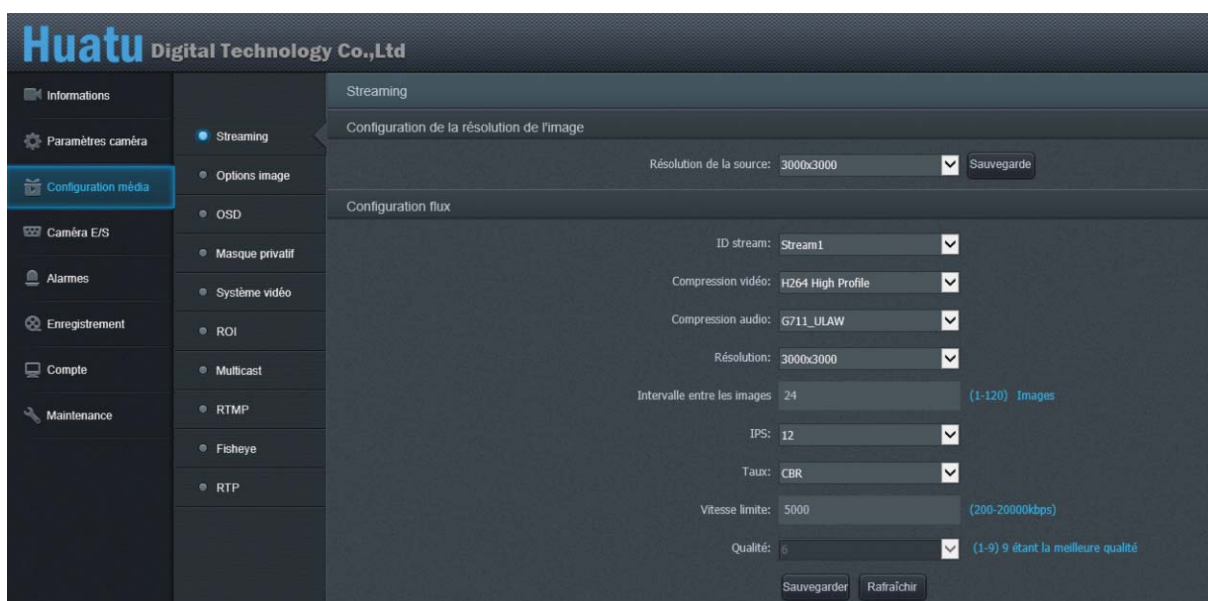 Huatu Digital Technology Co.,Ltd
Informations
Paramètres caméra
Configuration média
Caméra E/S
Alarmes
Enregistrement
Compte
Maintenance
Streaming
Options image
OSD
Masque privatif
Système vidéo
ROI
Multicast
RTMP
Fisheye
RTP
Streaming
Configuration de la résolution de l'image
Résolution de la source: 3000x3000 Sauvegarde
Configuration flux
ID stream: Stream1
Compression vidéo: H264 High Profile
Compression audio: G711_ULAW
Résolution: 3000x3000
Intervalle entre les images 24 (1-120) Images
IPS: 12
Taux: CBR
Vitesse limite: 5000 (200-20000kbps)
Qualité: 6 (1-9) 9 étant la meilleure qualité
Sauvegarder Rafraîchir